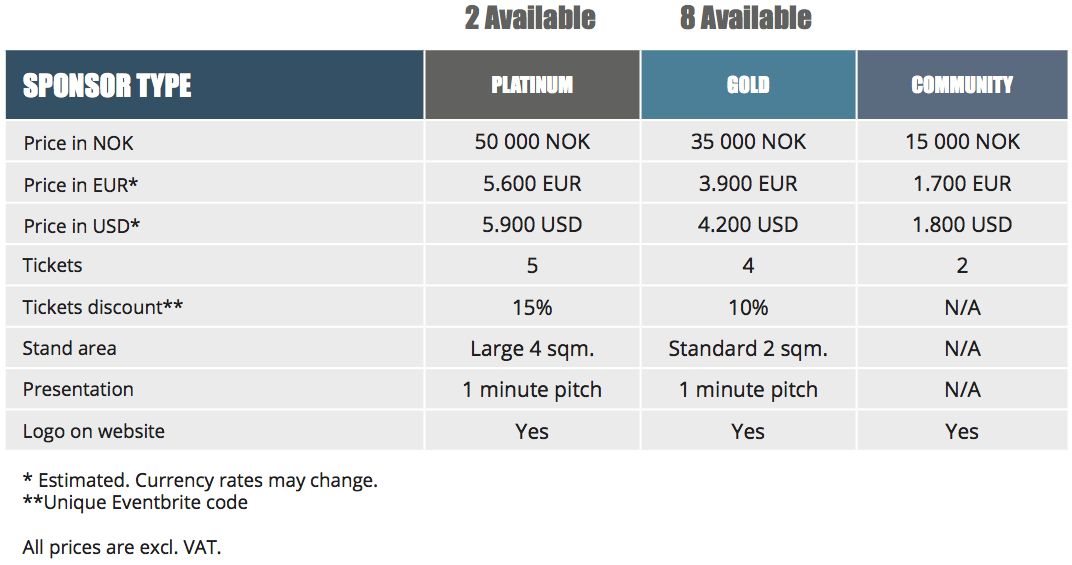 2 Available 8 Available
SPONSOR TYPE PLATINUM GOLD COMMUNITY
Price in NOK 50 000 NOK 35 000 NOK 15 000 NOK
Price in EUR* 5.600 EUR 3.900 EUR 1.700 EUR
Price in USD* 5.900 USD 4.200 USD 1.800 USD
Tickets 5 4 2
Tickets discount** 15% 10% N/A
Stand area Large 4 sqm. Standard 2 sqm. N/A
Presentation 1 minute pitch 1 minute pitch N/A
Logo on website Yes Yes Yes
* Estimated. Currency rates may change.
**Unique Eventbrite code
All prices are excl. VAT.